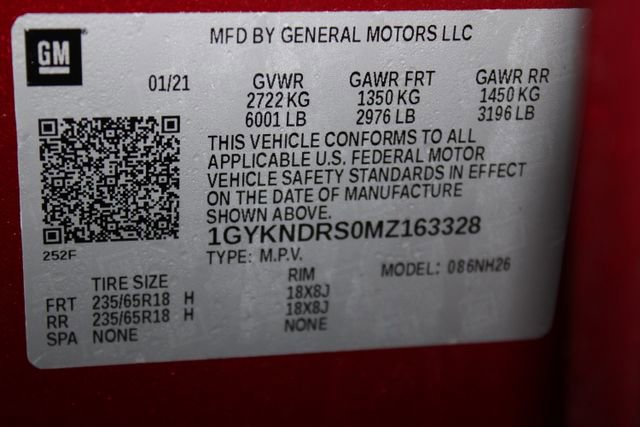 GM
MFD BY GENERAL MOTORS LLC
01/21 GVWR GAWR FRT GAWR RR
2722 KG 1350 KG 1450 KG
6001 LB 2976 LB 3196 LB
THIS VEHICLE CONFORMS TO ALL
APPLICABLE U.S. FEDERAL MOTOR
VEHICLE SAFETY STANDARDS IN EFFECT
ON THE DATE OF MANUFACTURE
SHOWN ABOVE.
1GYKNDRS0MZ163328
252F
TYPE: M.P.V. MODEL: 086NH26
TIRE SIZE RIM
FRT 235/65R18 H 18X8J
RR 235/65R18 H 18X8J
SPA NONE NONE